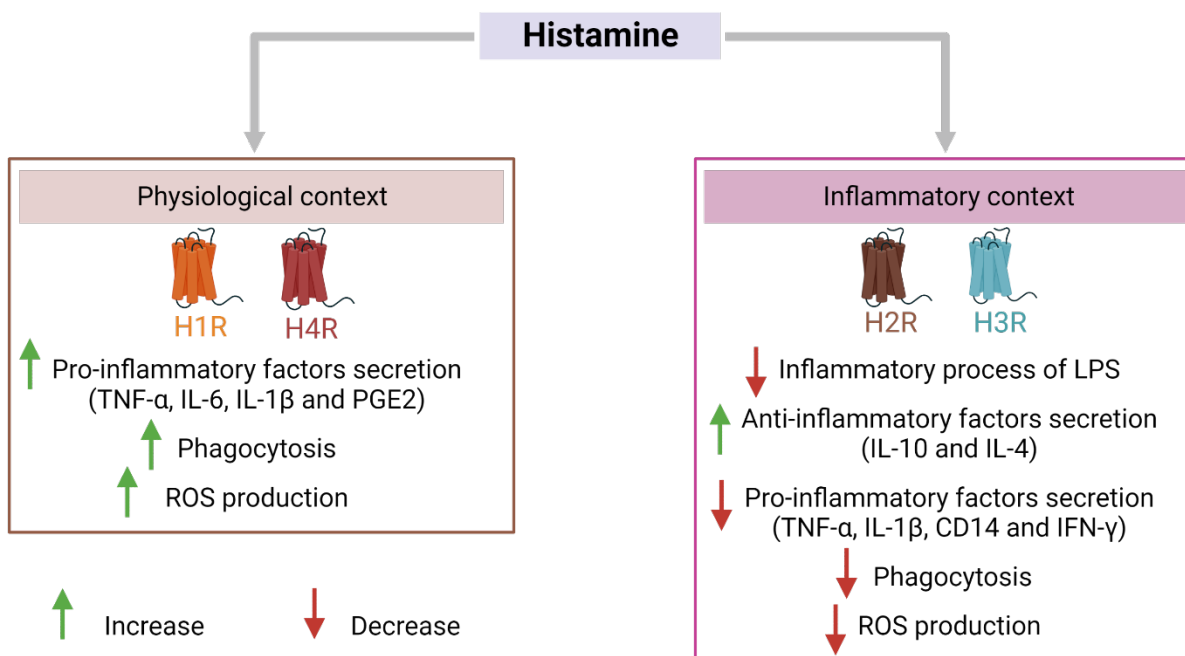 Histamine
Physiological context
H1R
H4R
Pro-inflammatory factors secretion
(TNF-α, IL-6, IL-1β and PGE2)
Phagocytosis
ROS production
Inflammatory context
H2R
H3R
Inflammatory process of LPS
Anti-inflammatory factors secretion
(IL-10 and IL-4)
Pro-inflammatory factors secretion
(TNF-α, IL-1β, CD14 and IFN-γ)
Phagocytosis
ROS production
Increase
Decrease